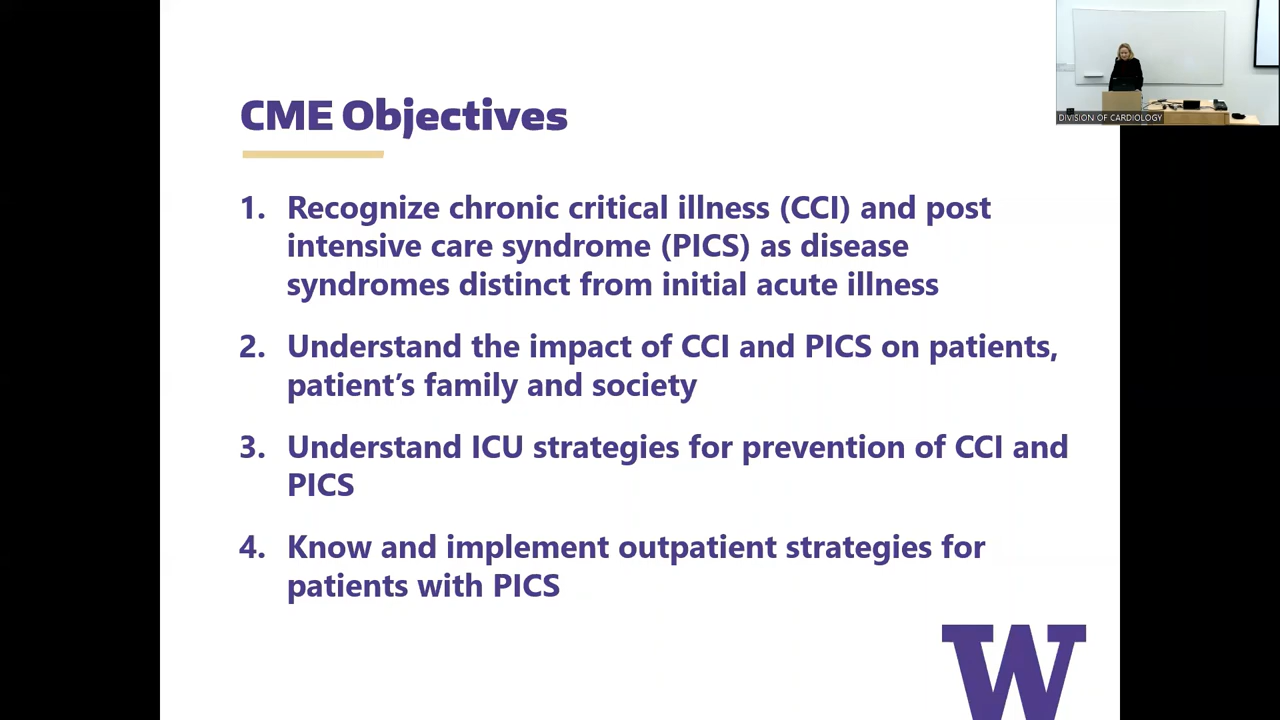 CME Objectives
DIVISION OF CARDIOLOGY
1. Recognize chronic critical illness (CCI) and post
intensive care syndrome (PICS) as disease
syndromes distinct from initial acute illness
2. Understand the impact of CCI and PICS on patients,
patient’s family and society
3. Understand ICU strategies for prevention of CCI and
PICS
4. Know and implement outpatient strategies for
patients with PICS
W